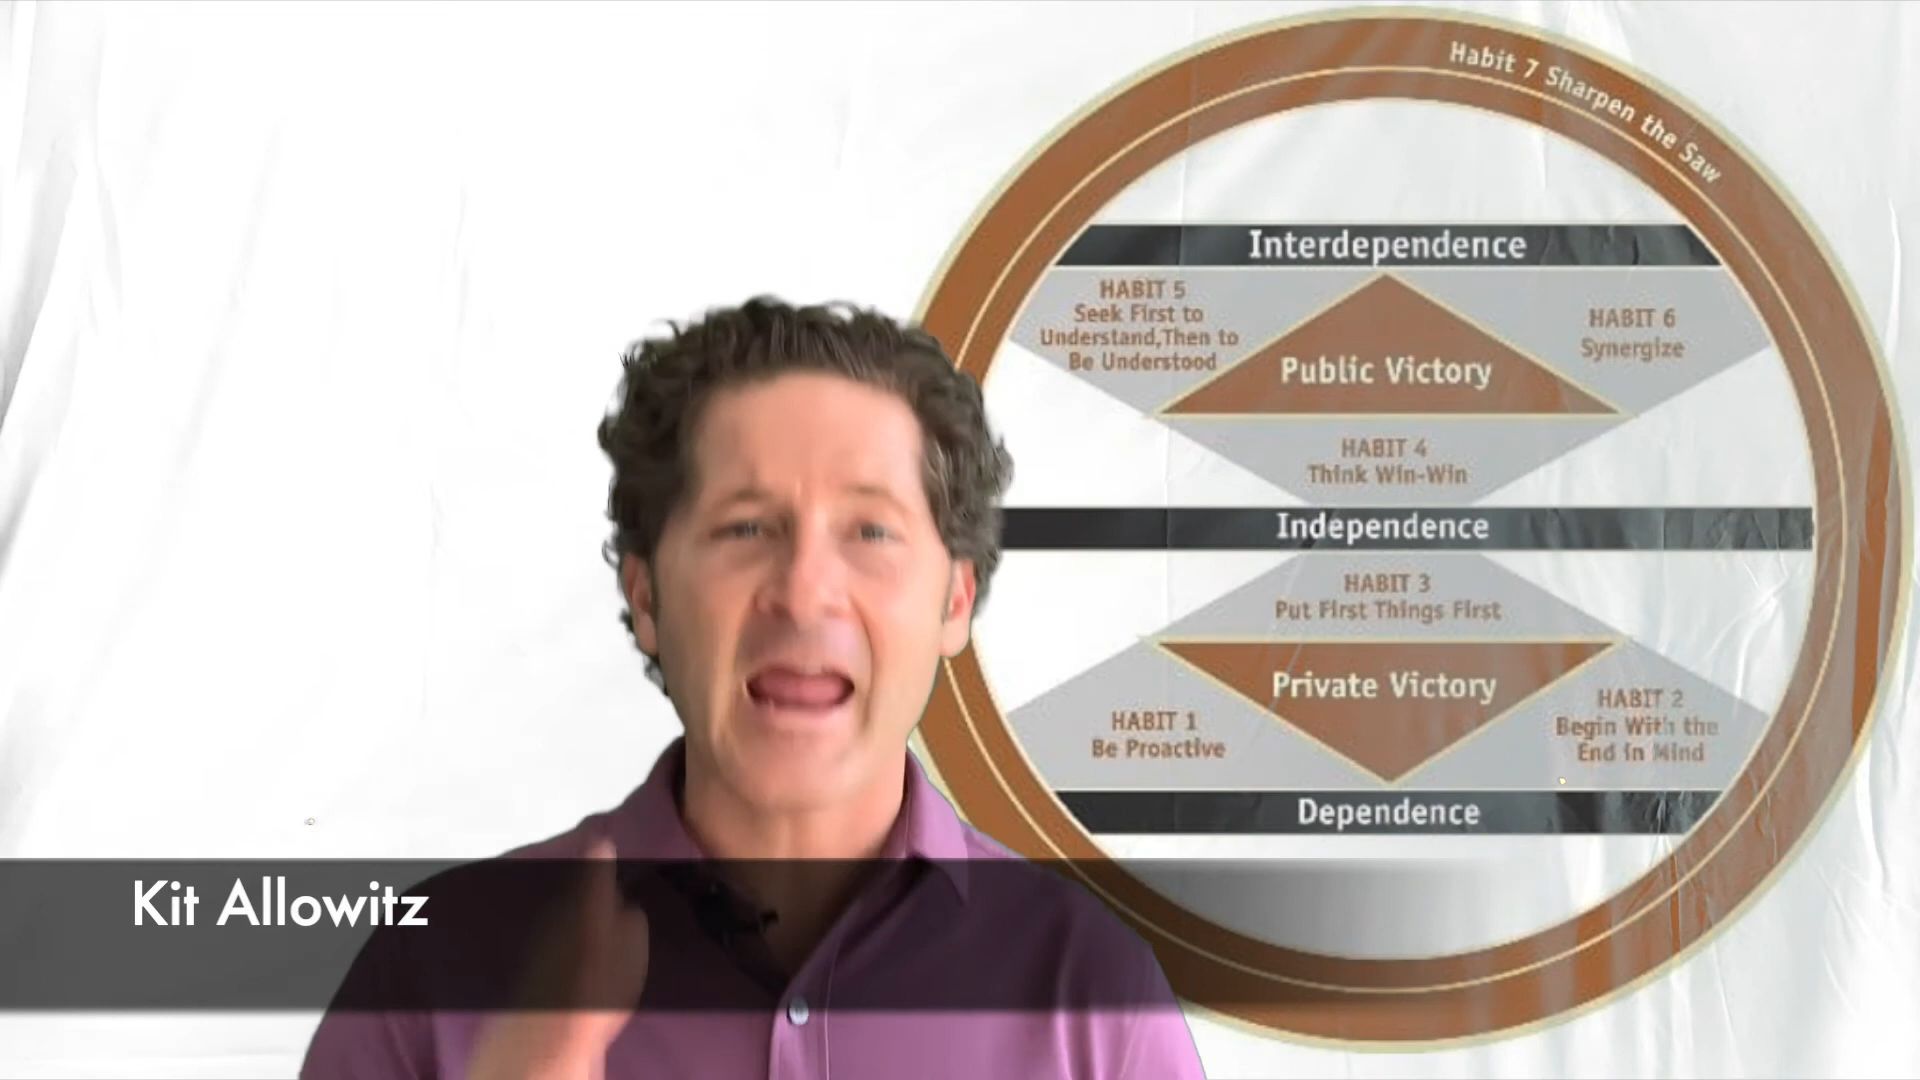 Habit 7 Sharpen the Saw
Interdependence
HABIT 5
Seek First to
Understand,Then to
Be Understood
HABIT 6
Synergize
Public Victory
HABIT 4
Think Win-Win
Independence
HABIT 3
Put First Things First
Private Victory
HABIT 1
Be Proactive
HABIT 2
Begin With the
End in Mind
Dependence
Kit Allowitz